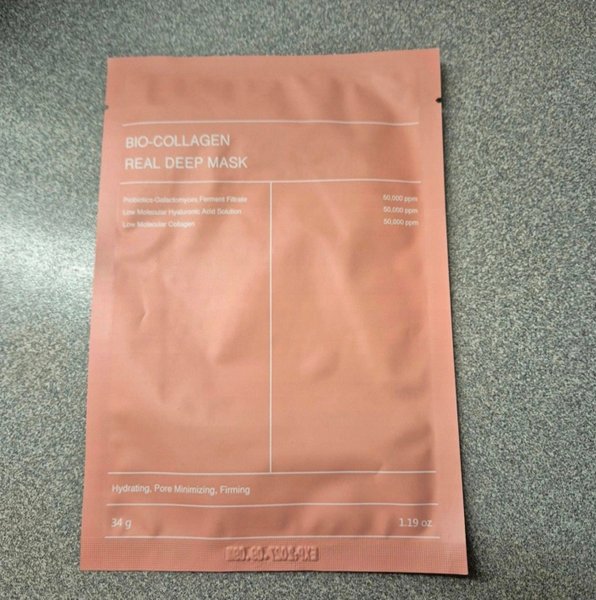 BIO-COLLAGEN
REAL DEEP MASK
Probiotics-Galactomyces Ferment Filtrate 50,000 ppm
Low Molecular Hyaluronic Acid Solution 50,000 ppm
Low Molecular Collagen 50,000 ppm
Hydrating, Pore Minimizing, Firming
34 g 1.19 oz